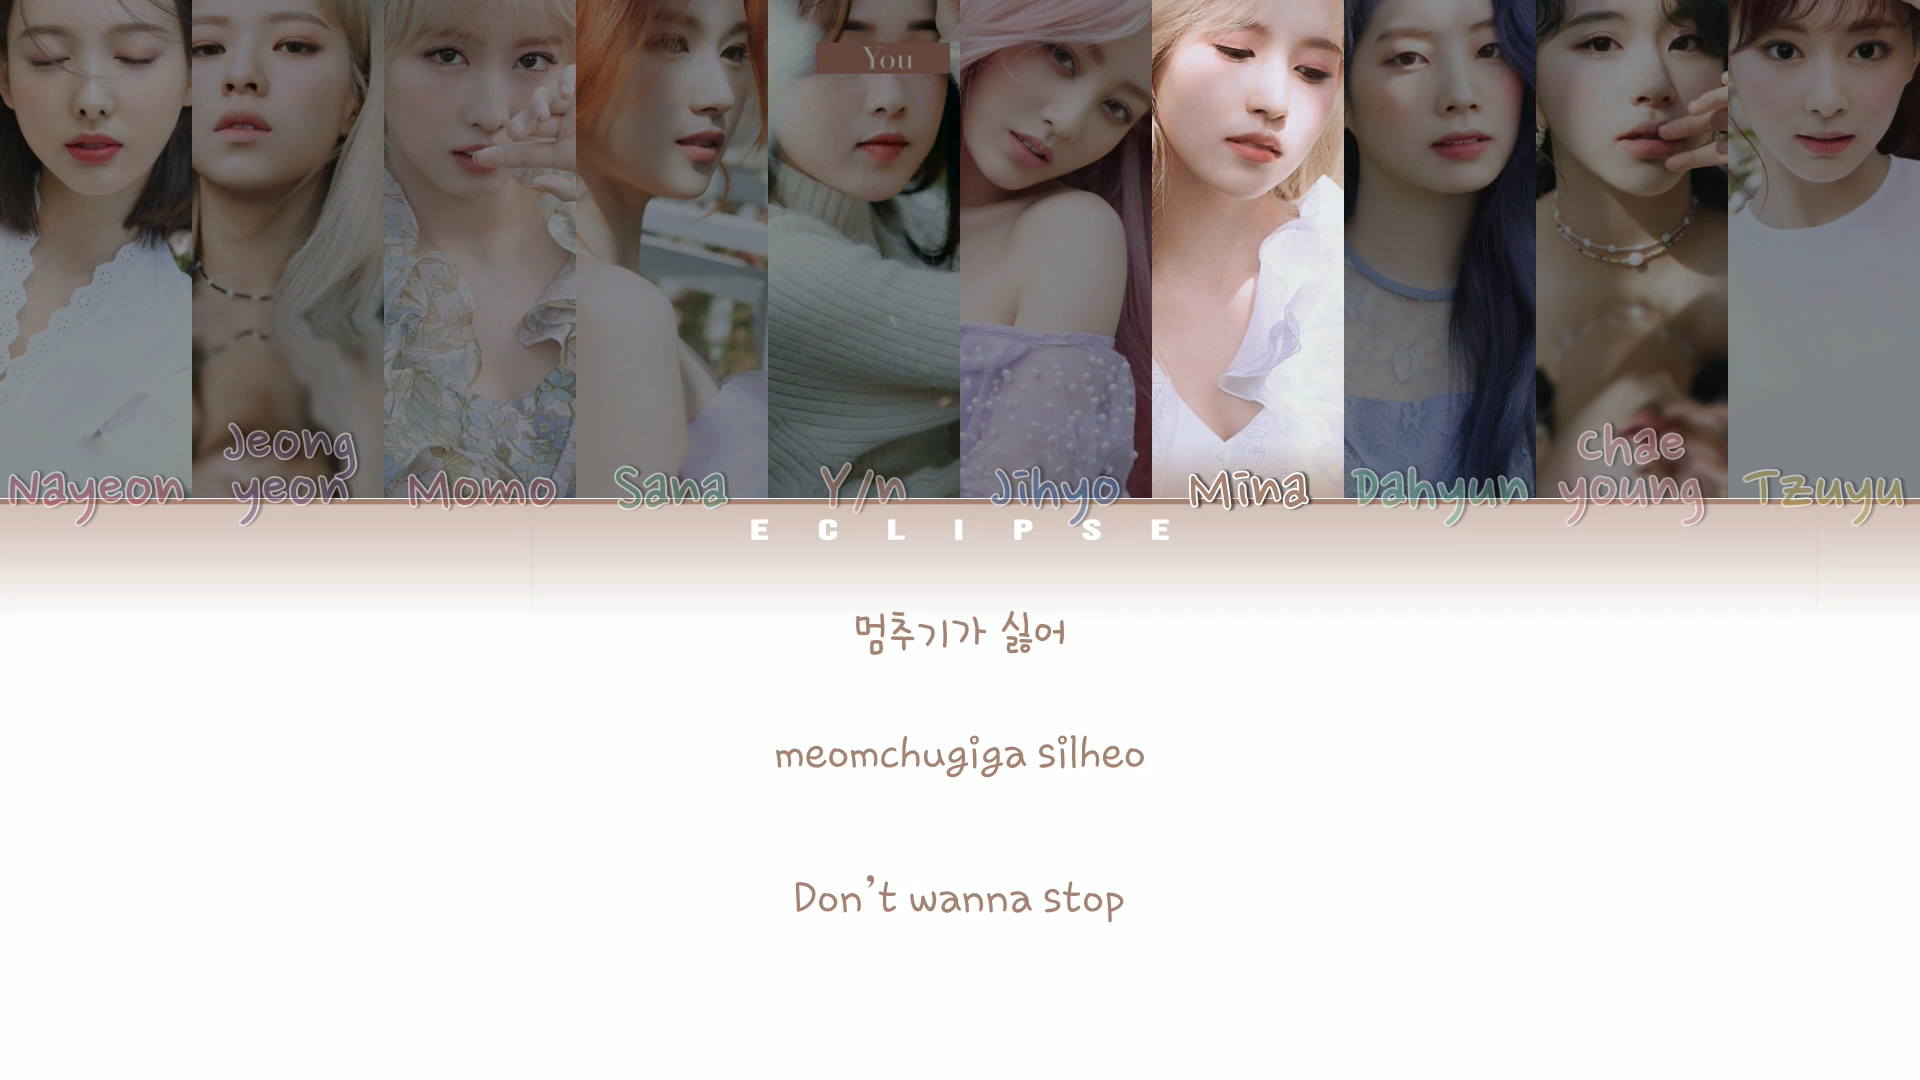 You
Nayeon
Jeong
yeon
Momo
Sana
Y/n
Jihyo
Mina
Dahyun
chae
young
Tzuyu
ECLIPSE
멈추기가 싫어
meomchugiga silheo
Don't wanna stop